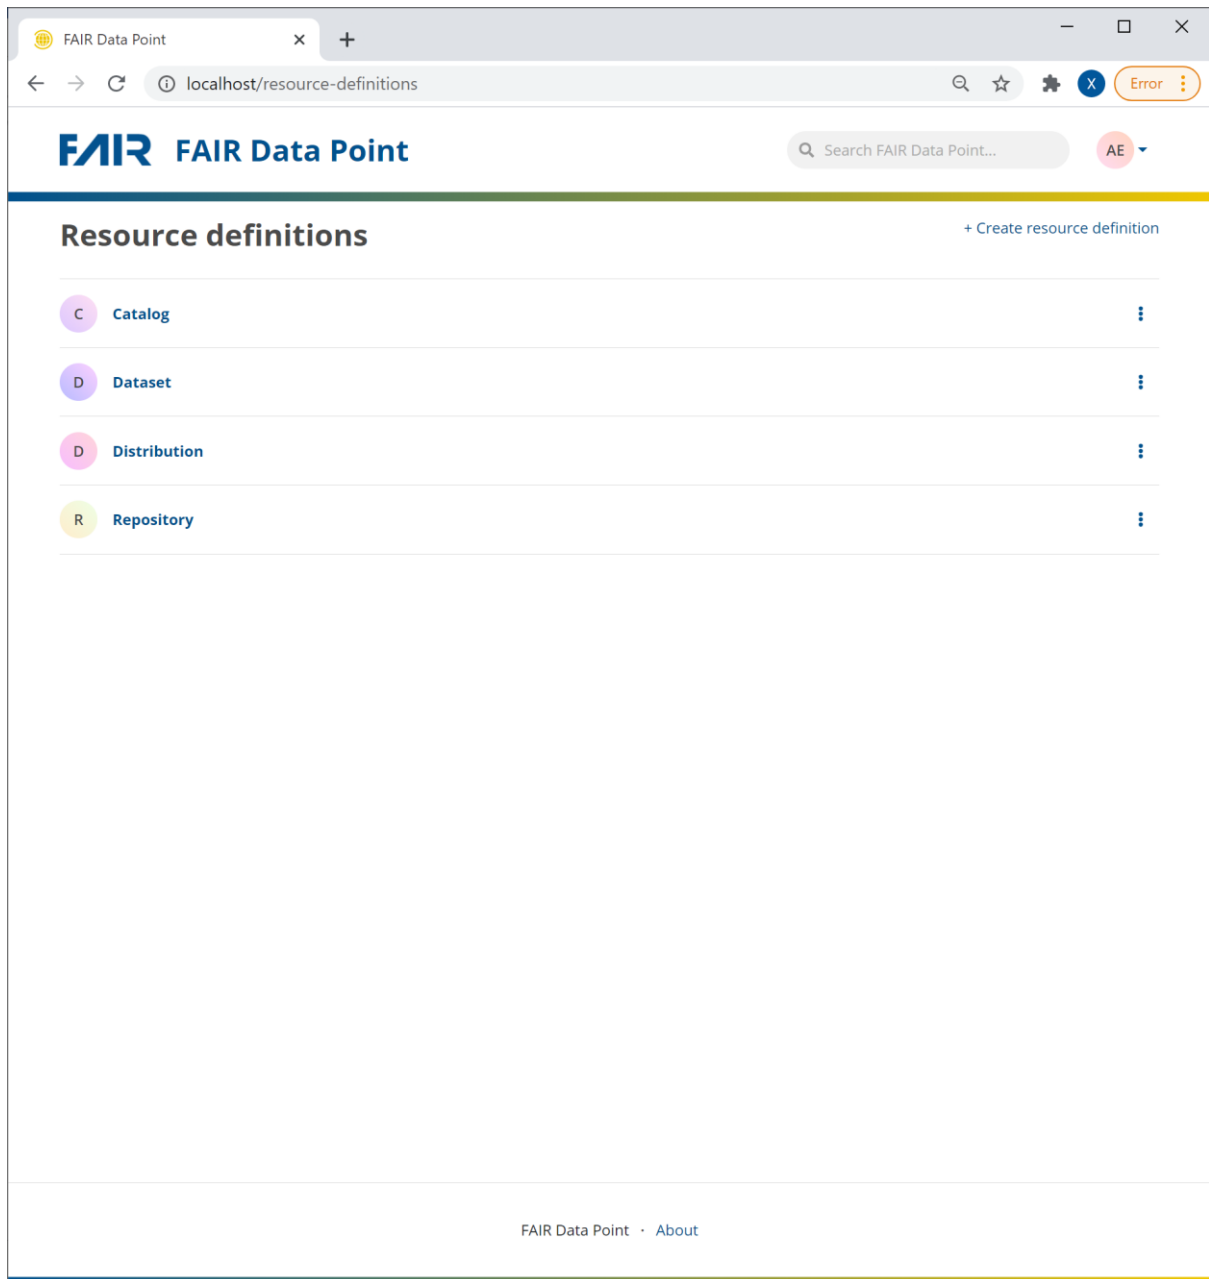 FAIR Data Point
localhost/resource-definitions
X
Error
FAIR FAIR Data Point
Search FAIR Data Point...
AE
Resource definitions
+ Create resource definition
C Catalog
D Dataset
D Distribution
R Repository
FAIR Data Point · About